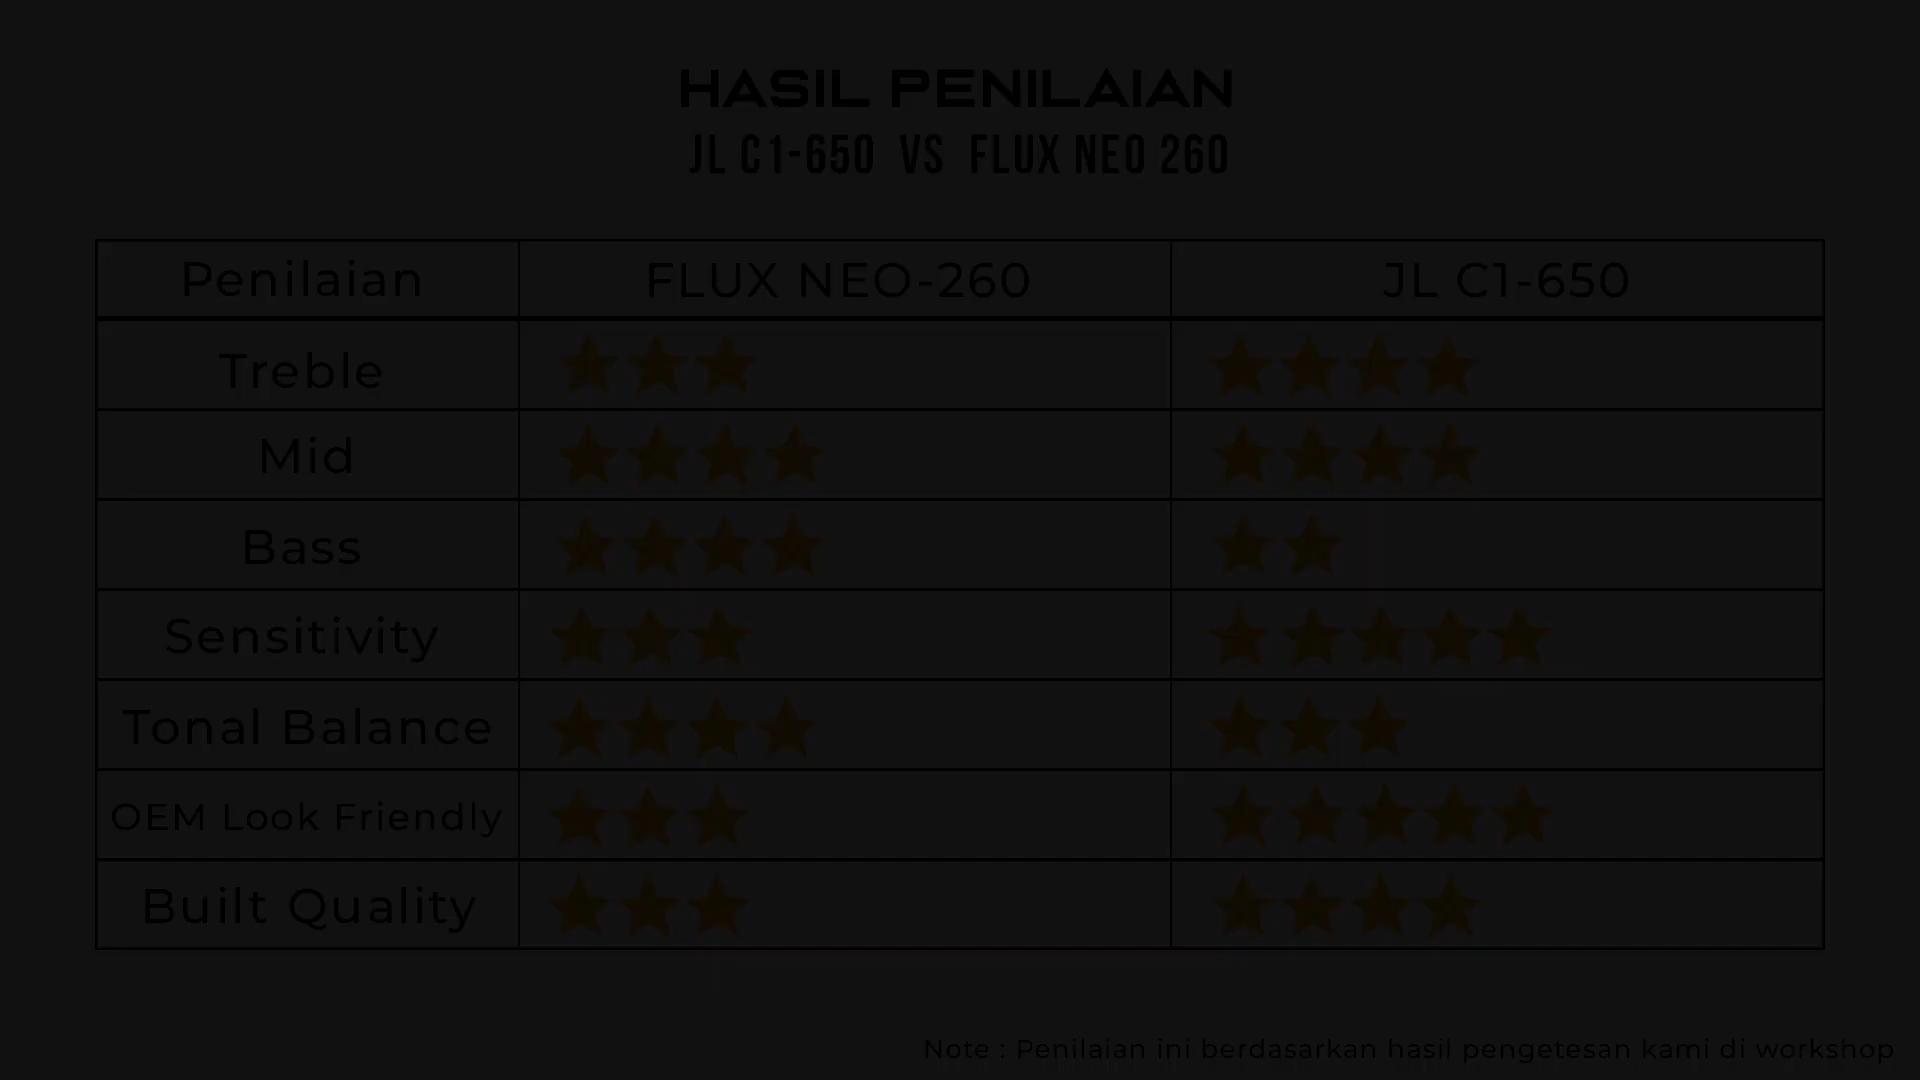 HASIL PENILAIAN
JL C1-650 VS FLUX NEO 260
Penilaian FLUX NEO-260 JL C1-650
Treble
Mid
Bass
Sensitivity
Tonal Balance
OEM Look Friendly
Built Quality
Note : Penilaian ini berdasarkan hasil pengetesan kami di workshop